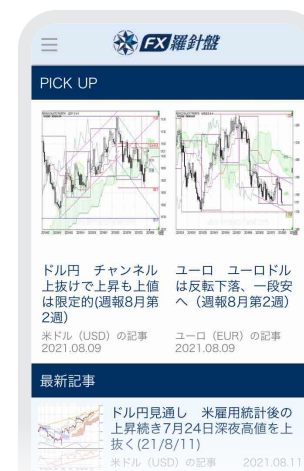 FX羅針盤
PICK UP
ドル円 チャンネル
上抜けで上昇も上値
は限定的(週報8月第
2週)
米ドル（USD）の記事
2021.08.09
ユーロ ユーロドル
は反転下落、一段安
へ（週報8月第2週）
ユーロ（EUR）の記事
2021.08.09
最新記事
ドル円見通し 米雇用統計後の
上昇続き7月24日深夜高値を上
抜く(21/8/11)
米ドル（USD）の記事 2021.08.11